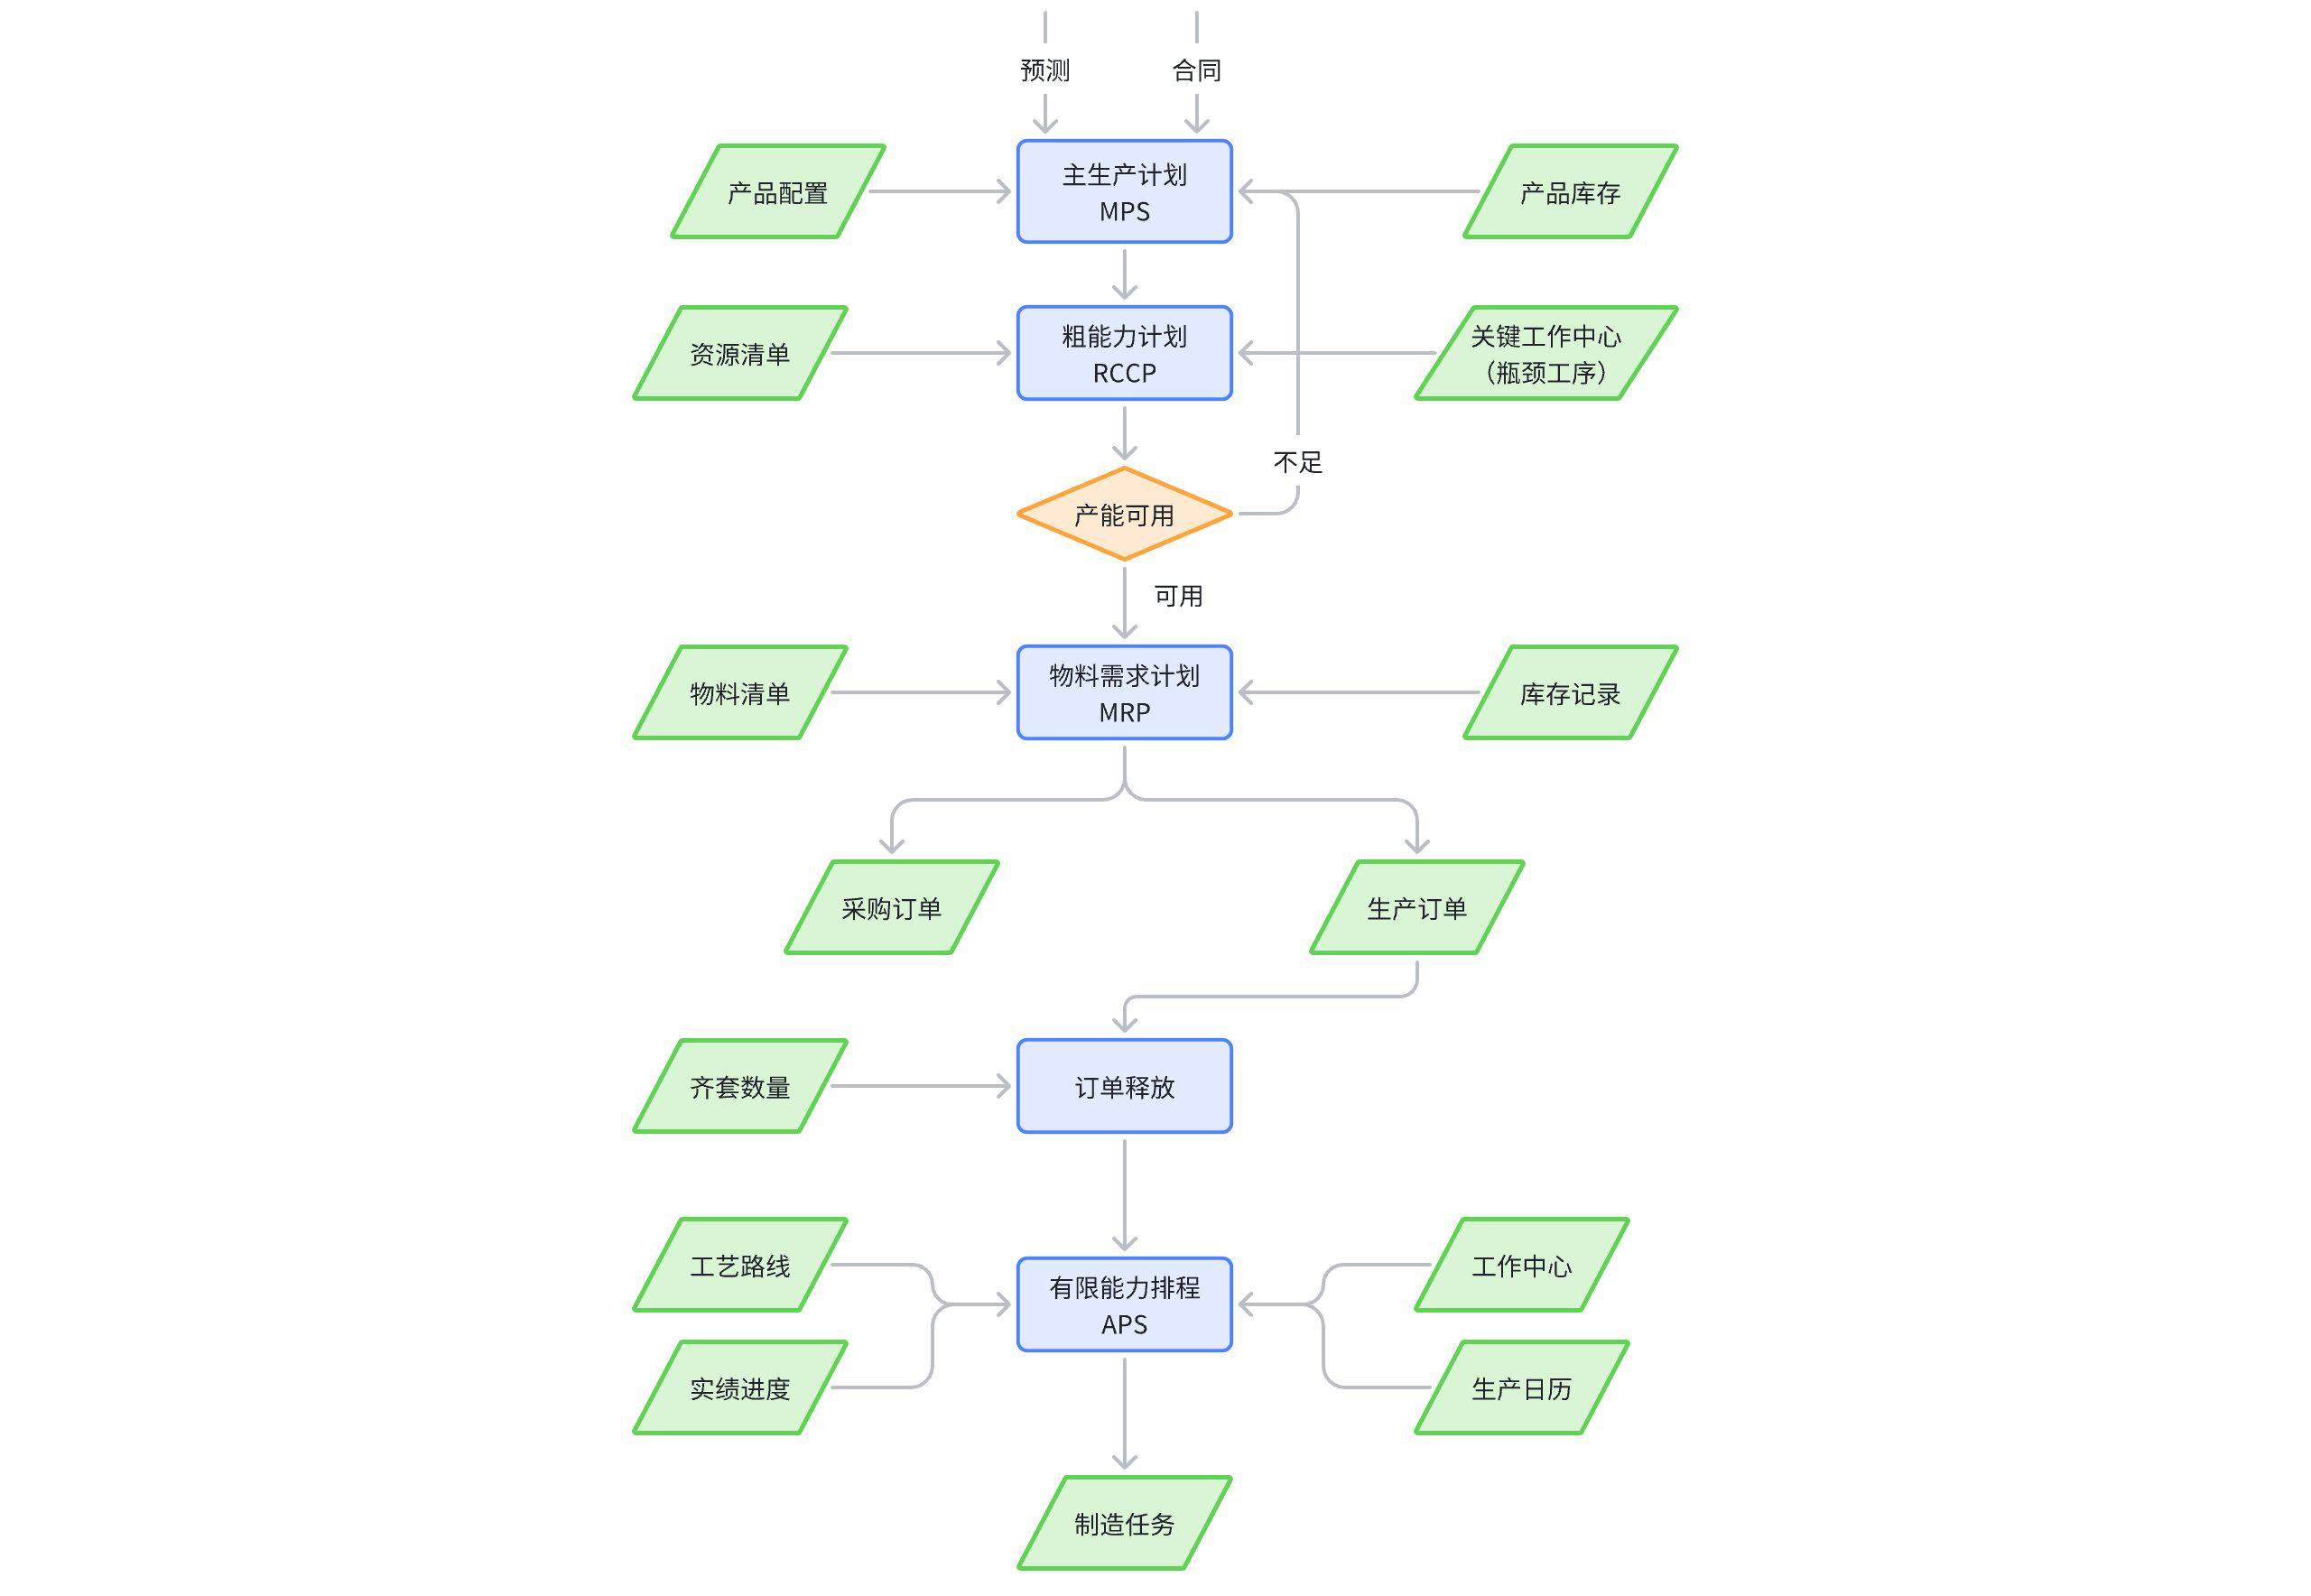 预测
合同
产品配置
主生产计划
MPS
产品库存
资源清单
粗能力计划
RCCP
关键工作中心
（瓶颈工序）
不足
产能可用
可用
物料清单
物料需求计划
MRP
库存记录
采购订单
生产订单
齐套数量
订单释放
工艺路线
有限能力排程
APS
工作中心
实绩进度
生产日历
制造任务